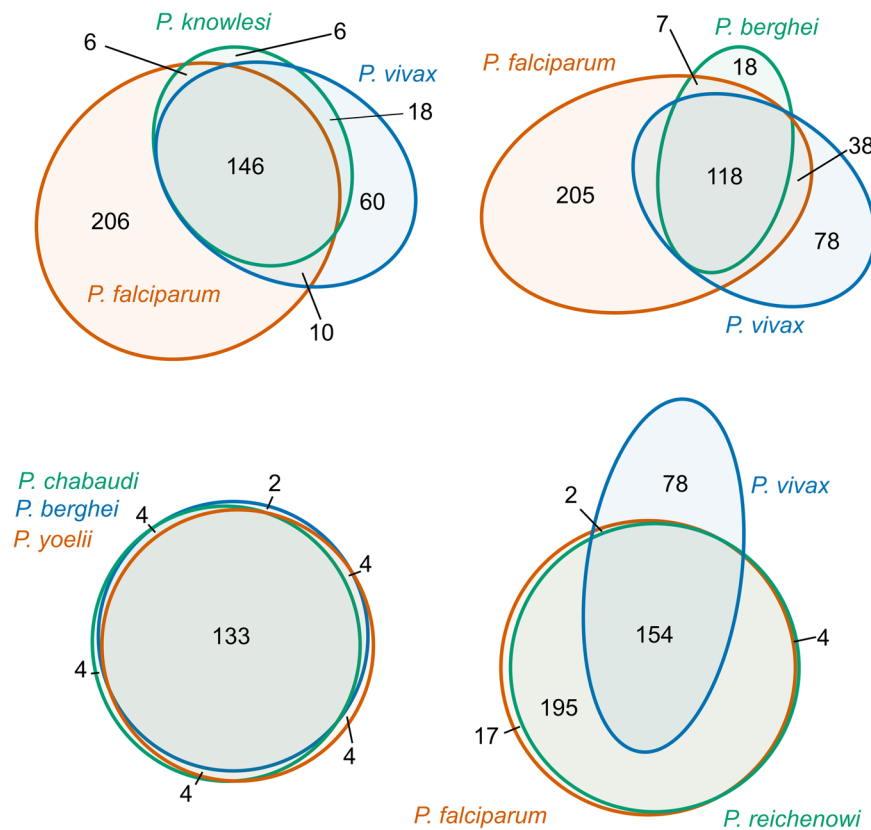 P. knowlesi
6
6
P. vivax
18
146
60
206
P. falciparum
10
P. berghei
7
P. falciparum
18
38
118
205
78
P. vivax
P. chabaudi
P. berghei
P. yoelii
2
4
4
133
4
4
4
78
P. vivax
2
154
4
195
17
P. falciparum
P. reichenowi